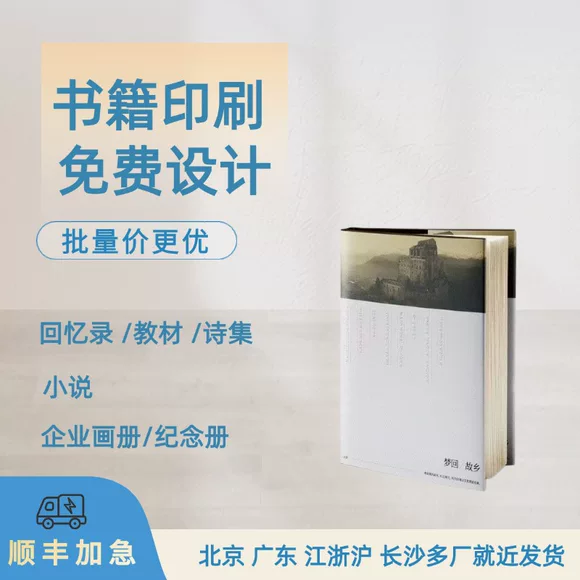 书籍印刷
免费设计
批量价更优
回忆录 /教材 /诗集
小说
企业画册/纪念册
梦回 故乡
顺丰加急
北京 广东 江浙沪 长沙多厂就近发货